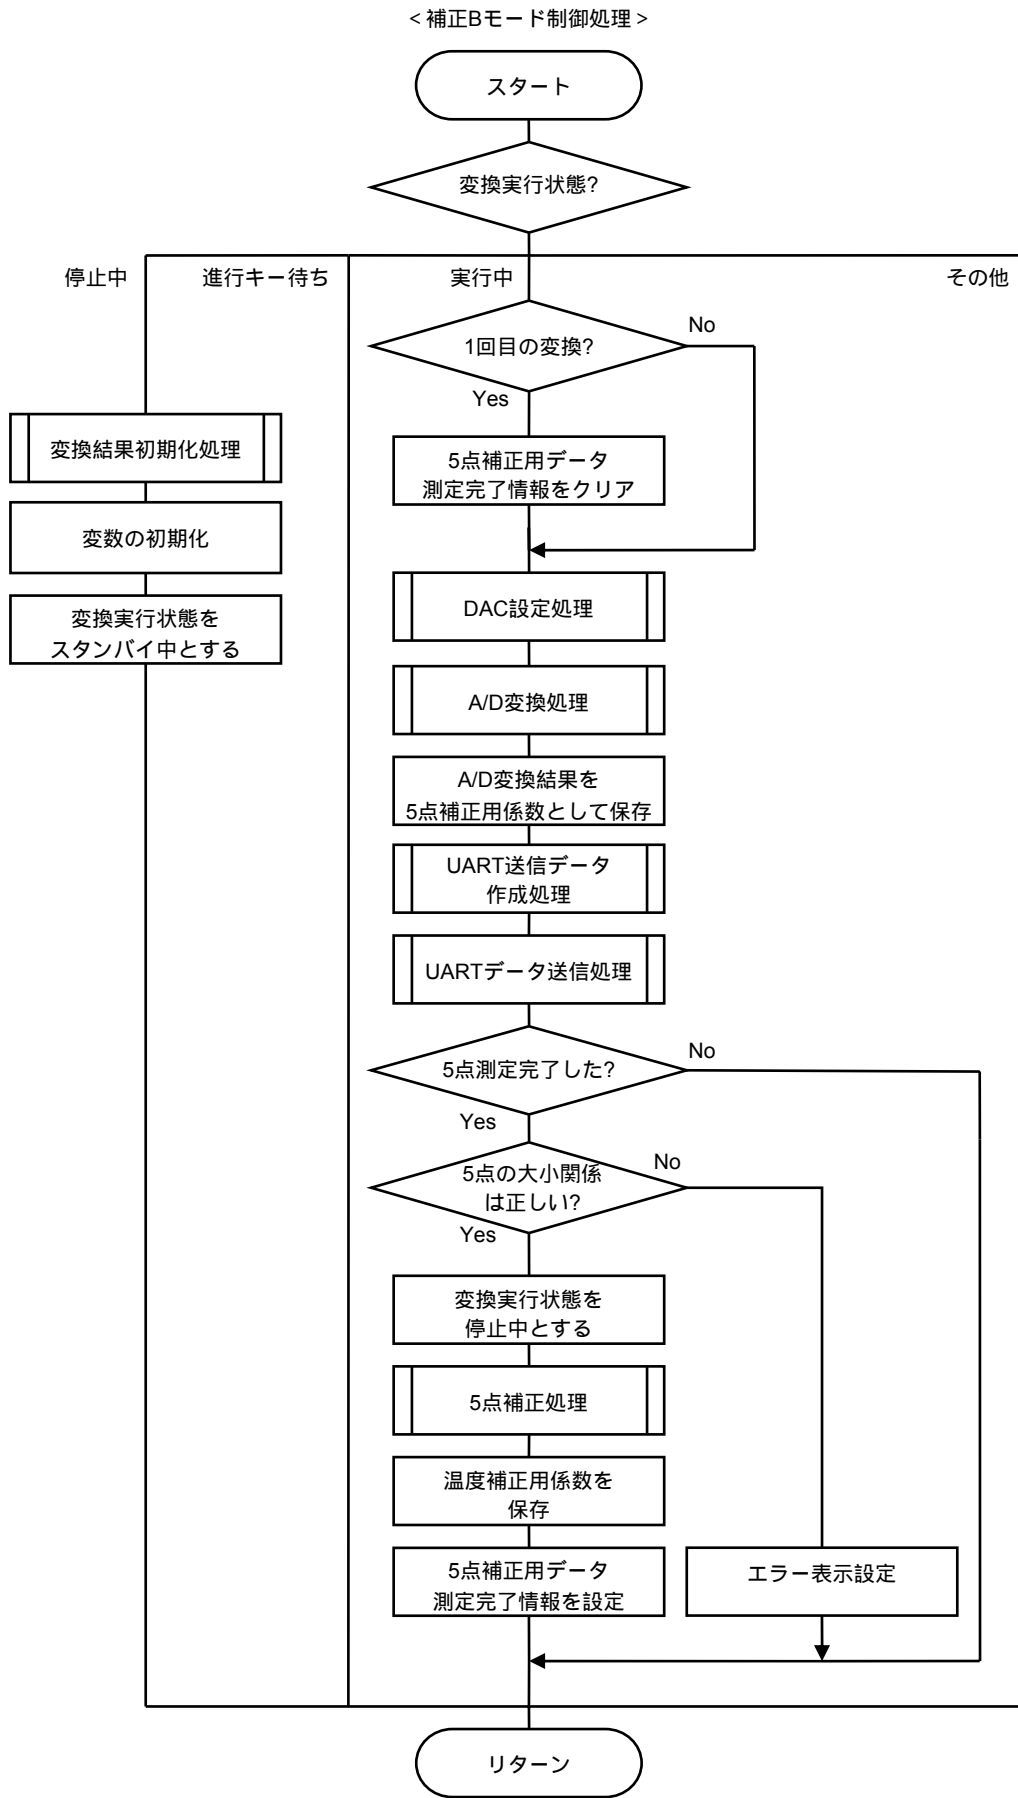 ＜補正Bモード制御処理＞
スタート
変換実行状態?
停止中
進行キー待ち
実行中
その他
1回目の変換?
No
Yes
変換結果初期化処理
5点補正用データ
測定完了情報をクリア
変数の初期化
変換実行状態を
スタンバイ中とする
DAC設定処理
A/D変換処理
A/D変換結果を
5点補正用係数として保存
UART送信データ
作成処理
UARTデータ送信処理
5点測定完了した?
No
Yes
5点の大小関係
は正しい?
No
Yes
変換実行状態を
停止中とする
5点補正処理
温度補正用係数を
保存
5点補正用データ
測定完了情報を設定
エラー表示設定
リターン